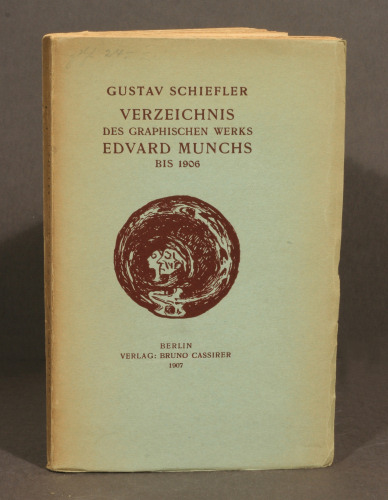 GUSTAV SCHIEFLER
VERZEICHNIS
DES GRAPHISCHEN WERKS
EDVARD MUNCHS
BIS 1906
BERLIN
VERLAG: BRUNO CASSIRER
1907